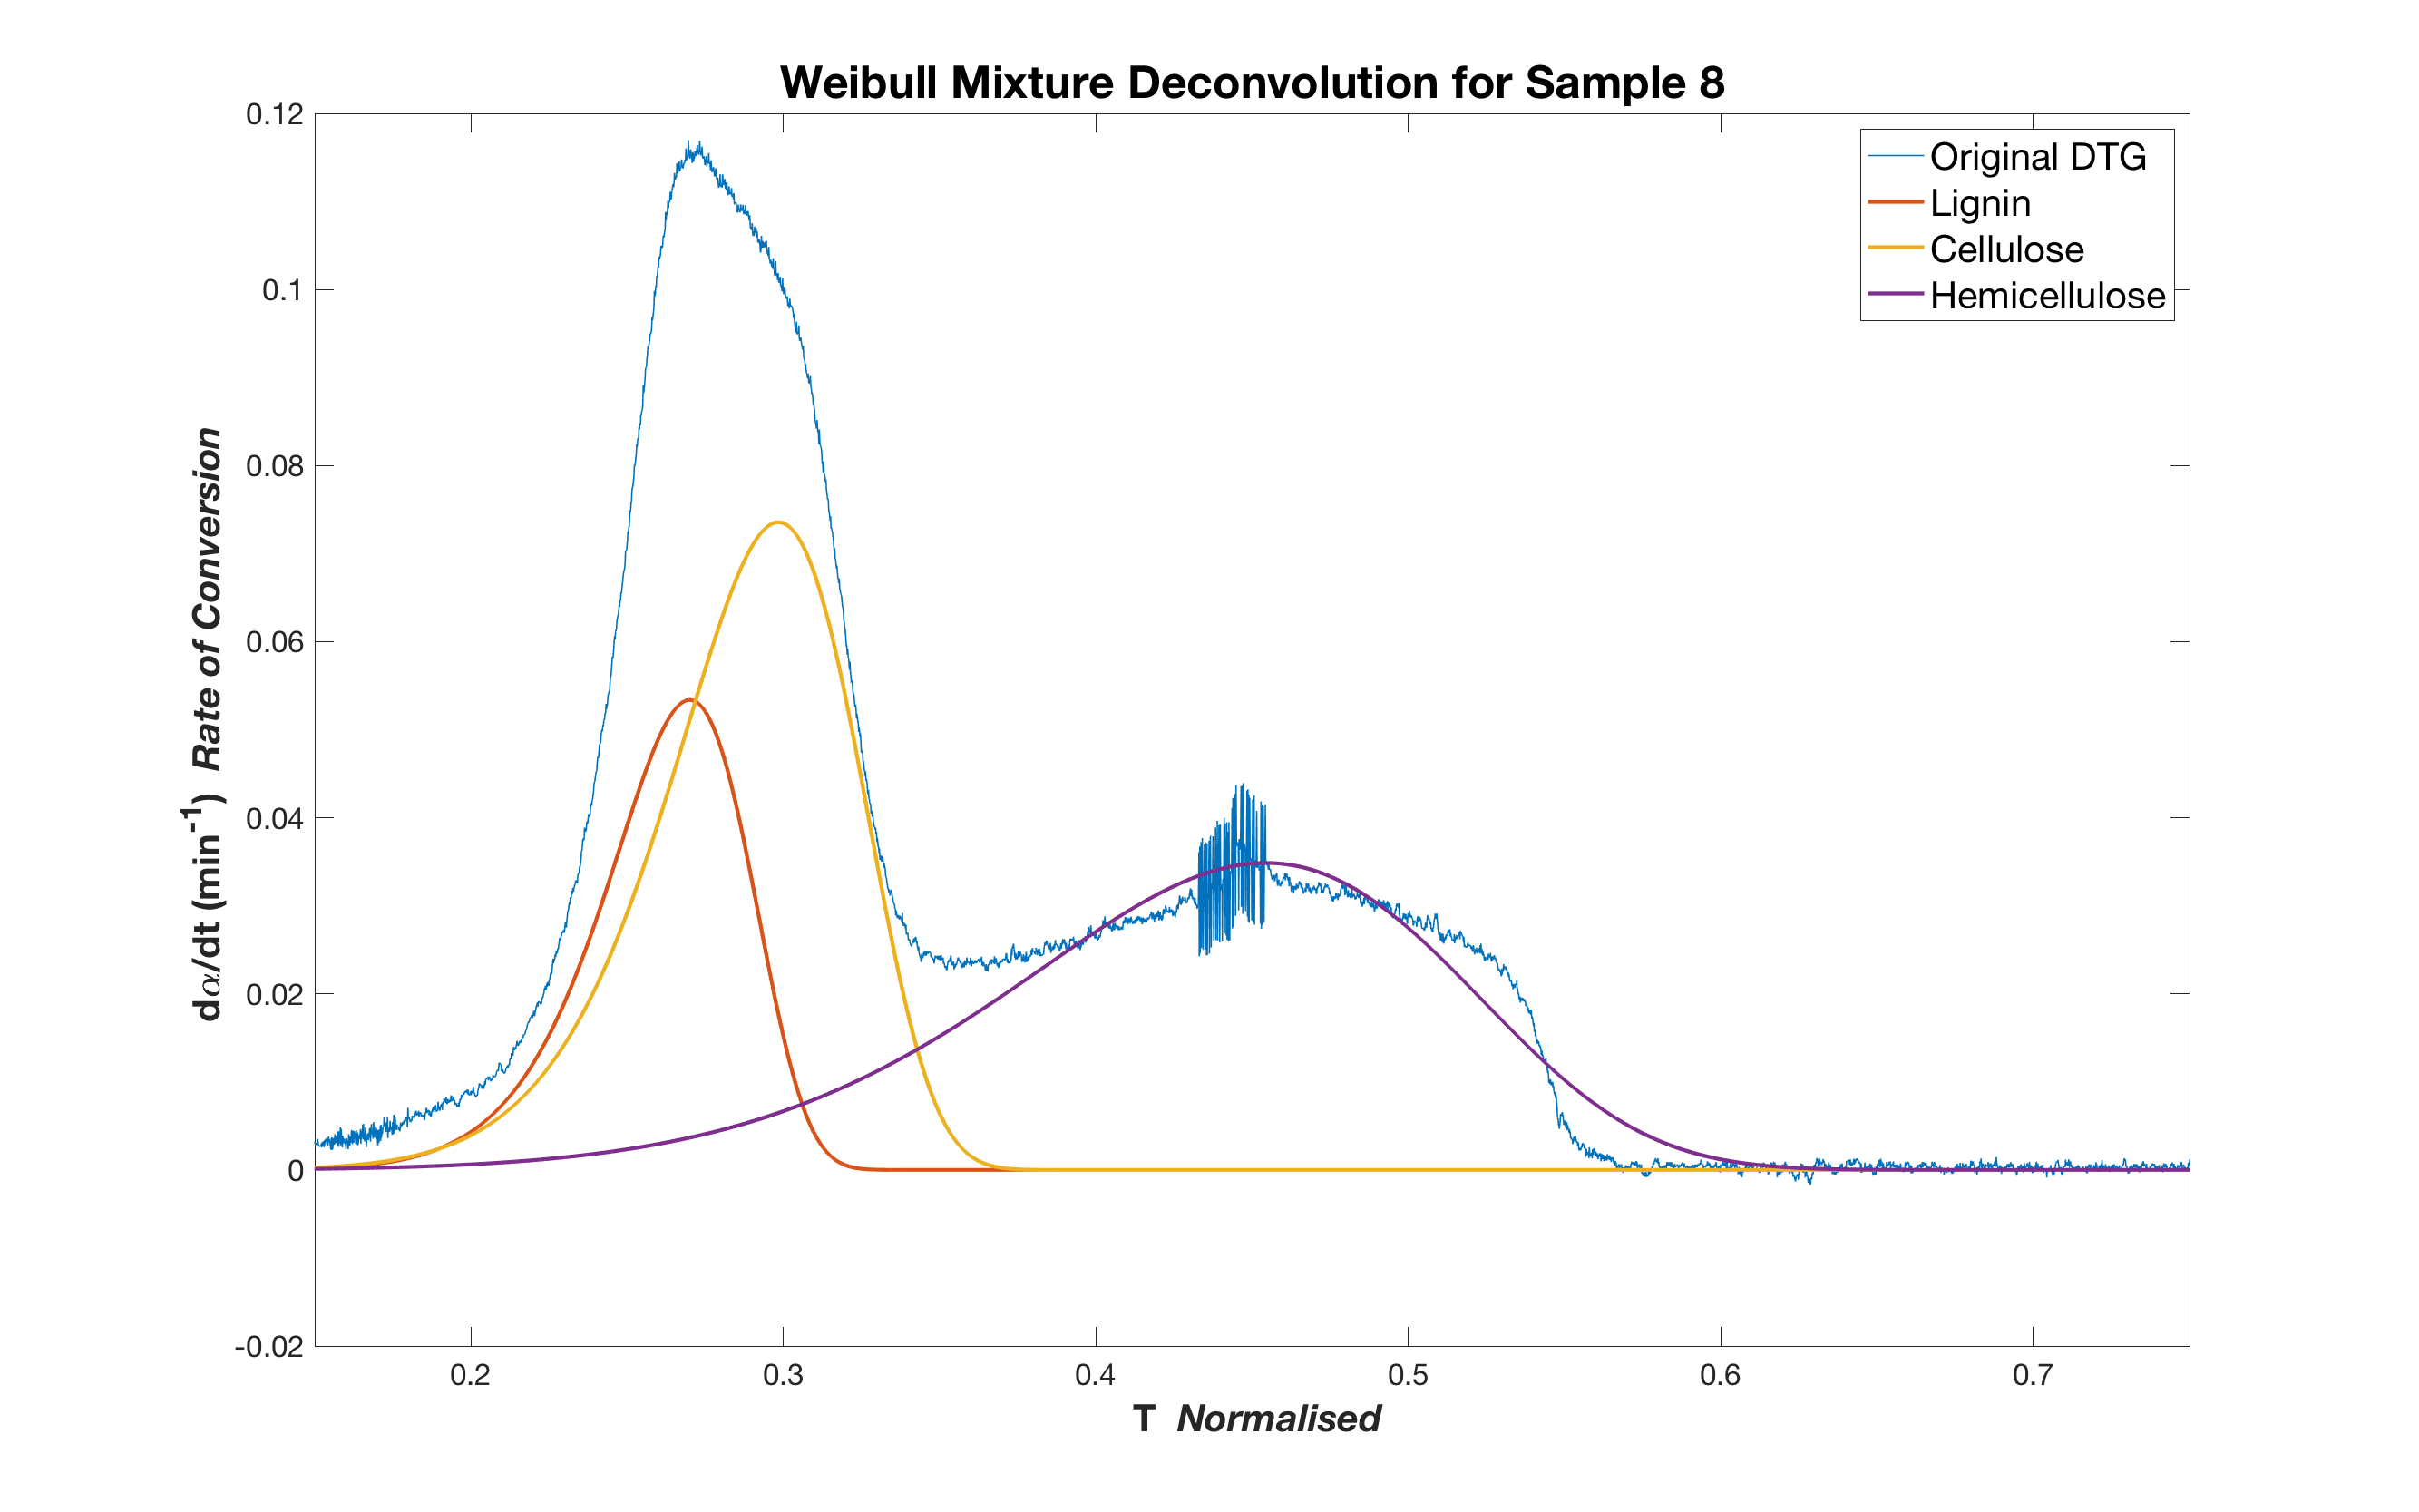 Weibull Mixture Deconvolution for Sample 8
0.12
0.1
0.08
0.06
0.04
0.02
0
-0.02
dα/dt (min⁻¹) Rate of Conversion
Original DTG
Lignin
Cellulose
Hemicellulose
0.2 0.3 0.4 0.5 0.6 0.7
T Normalised